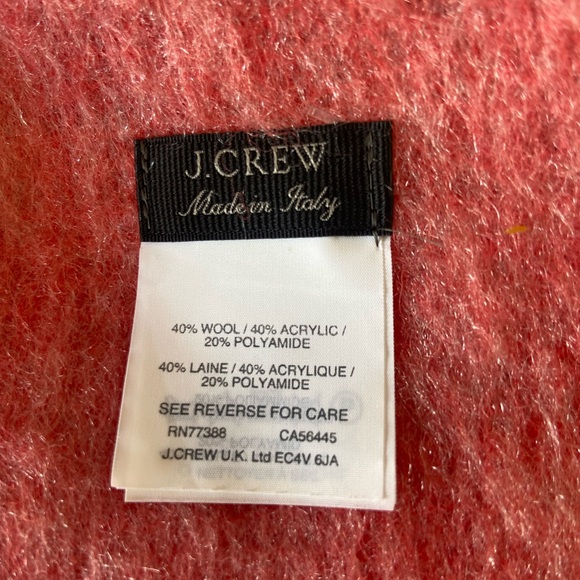 J.CREW
Made in Italy
40% WOOL / 40% ACRYLIC /
20% POLYAMIDE
40% LAINE / 40% ACRYLIQUE /
20% POLYAMIDE
SEE REVERSE FOR CARE
RN77388 CA56445
J.CREW U.K. Ltd EC4V 6JA